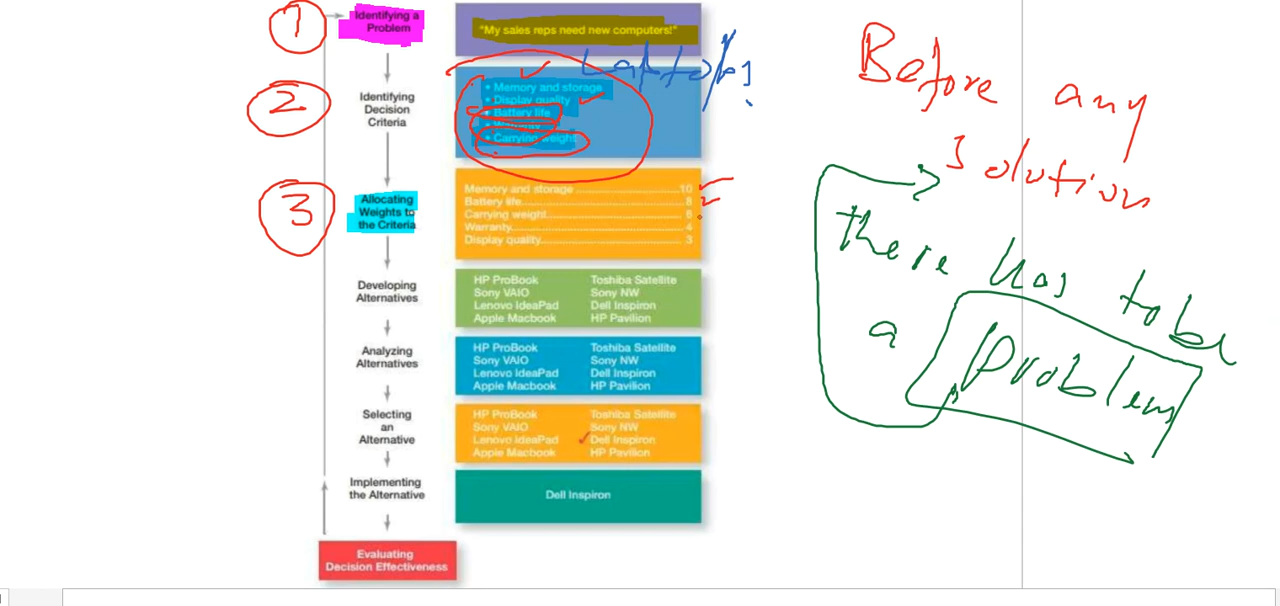 1
Identifying a
Problem
"My sales reps need new computers!"
Laptops!
2
Identifying
Decision
Criteria
• Memory and storage
• Display quality
• Battery life
• Warranty
• Carrying weight
3
Allocating
Weights to
the Criteria
Memory and storage 10
Battery life 8
Carrying weight 6
Warranty 4
Display quality 3
Developing
Alternatives
HP ProBook Toshiba Satellite
Sony VAIO Sony NW
Lenovo IdeaPad Dell Inspiron
Apple Macbook HP Pavilion
Analyzing
Alternatives
HP ProBook Toshiba Satellite
Sony VAIO Sony NW
Lenovo IdeaPad Dell Inspiron
Apple Macbook HP Pavilion
Selecting
an
Alternative
HP ProBook Toshiba Satellite
Sony VAIO Sony NW
Lenovo IdeaPad ✓Dell Inspiron
Apple Macbook HP Pavilion
Implementing
the Alternative
Dell Inspiron
Evaluating
Decision Effectiveness
Before any
Solution
there has to be
a Problem